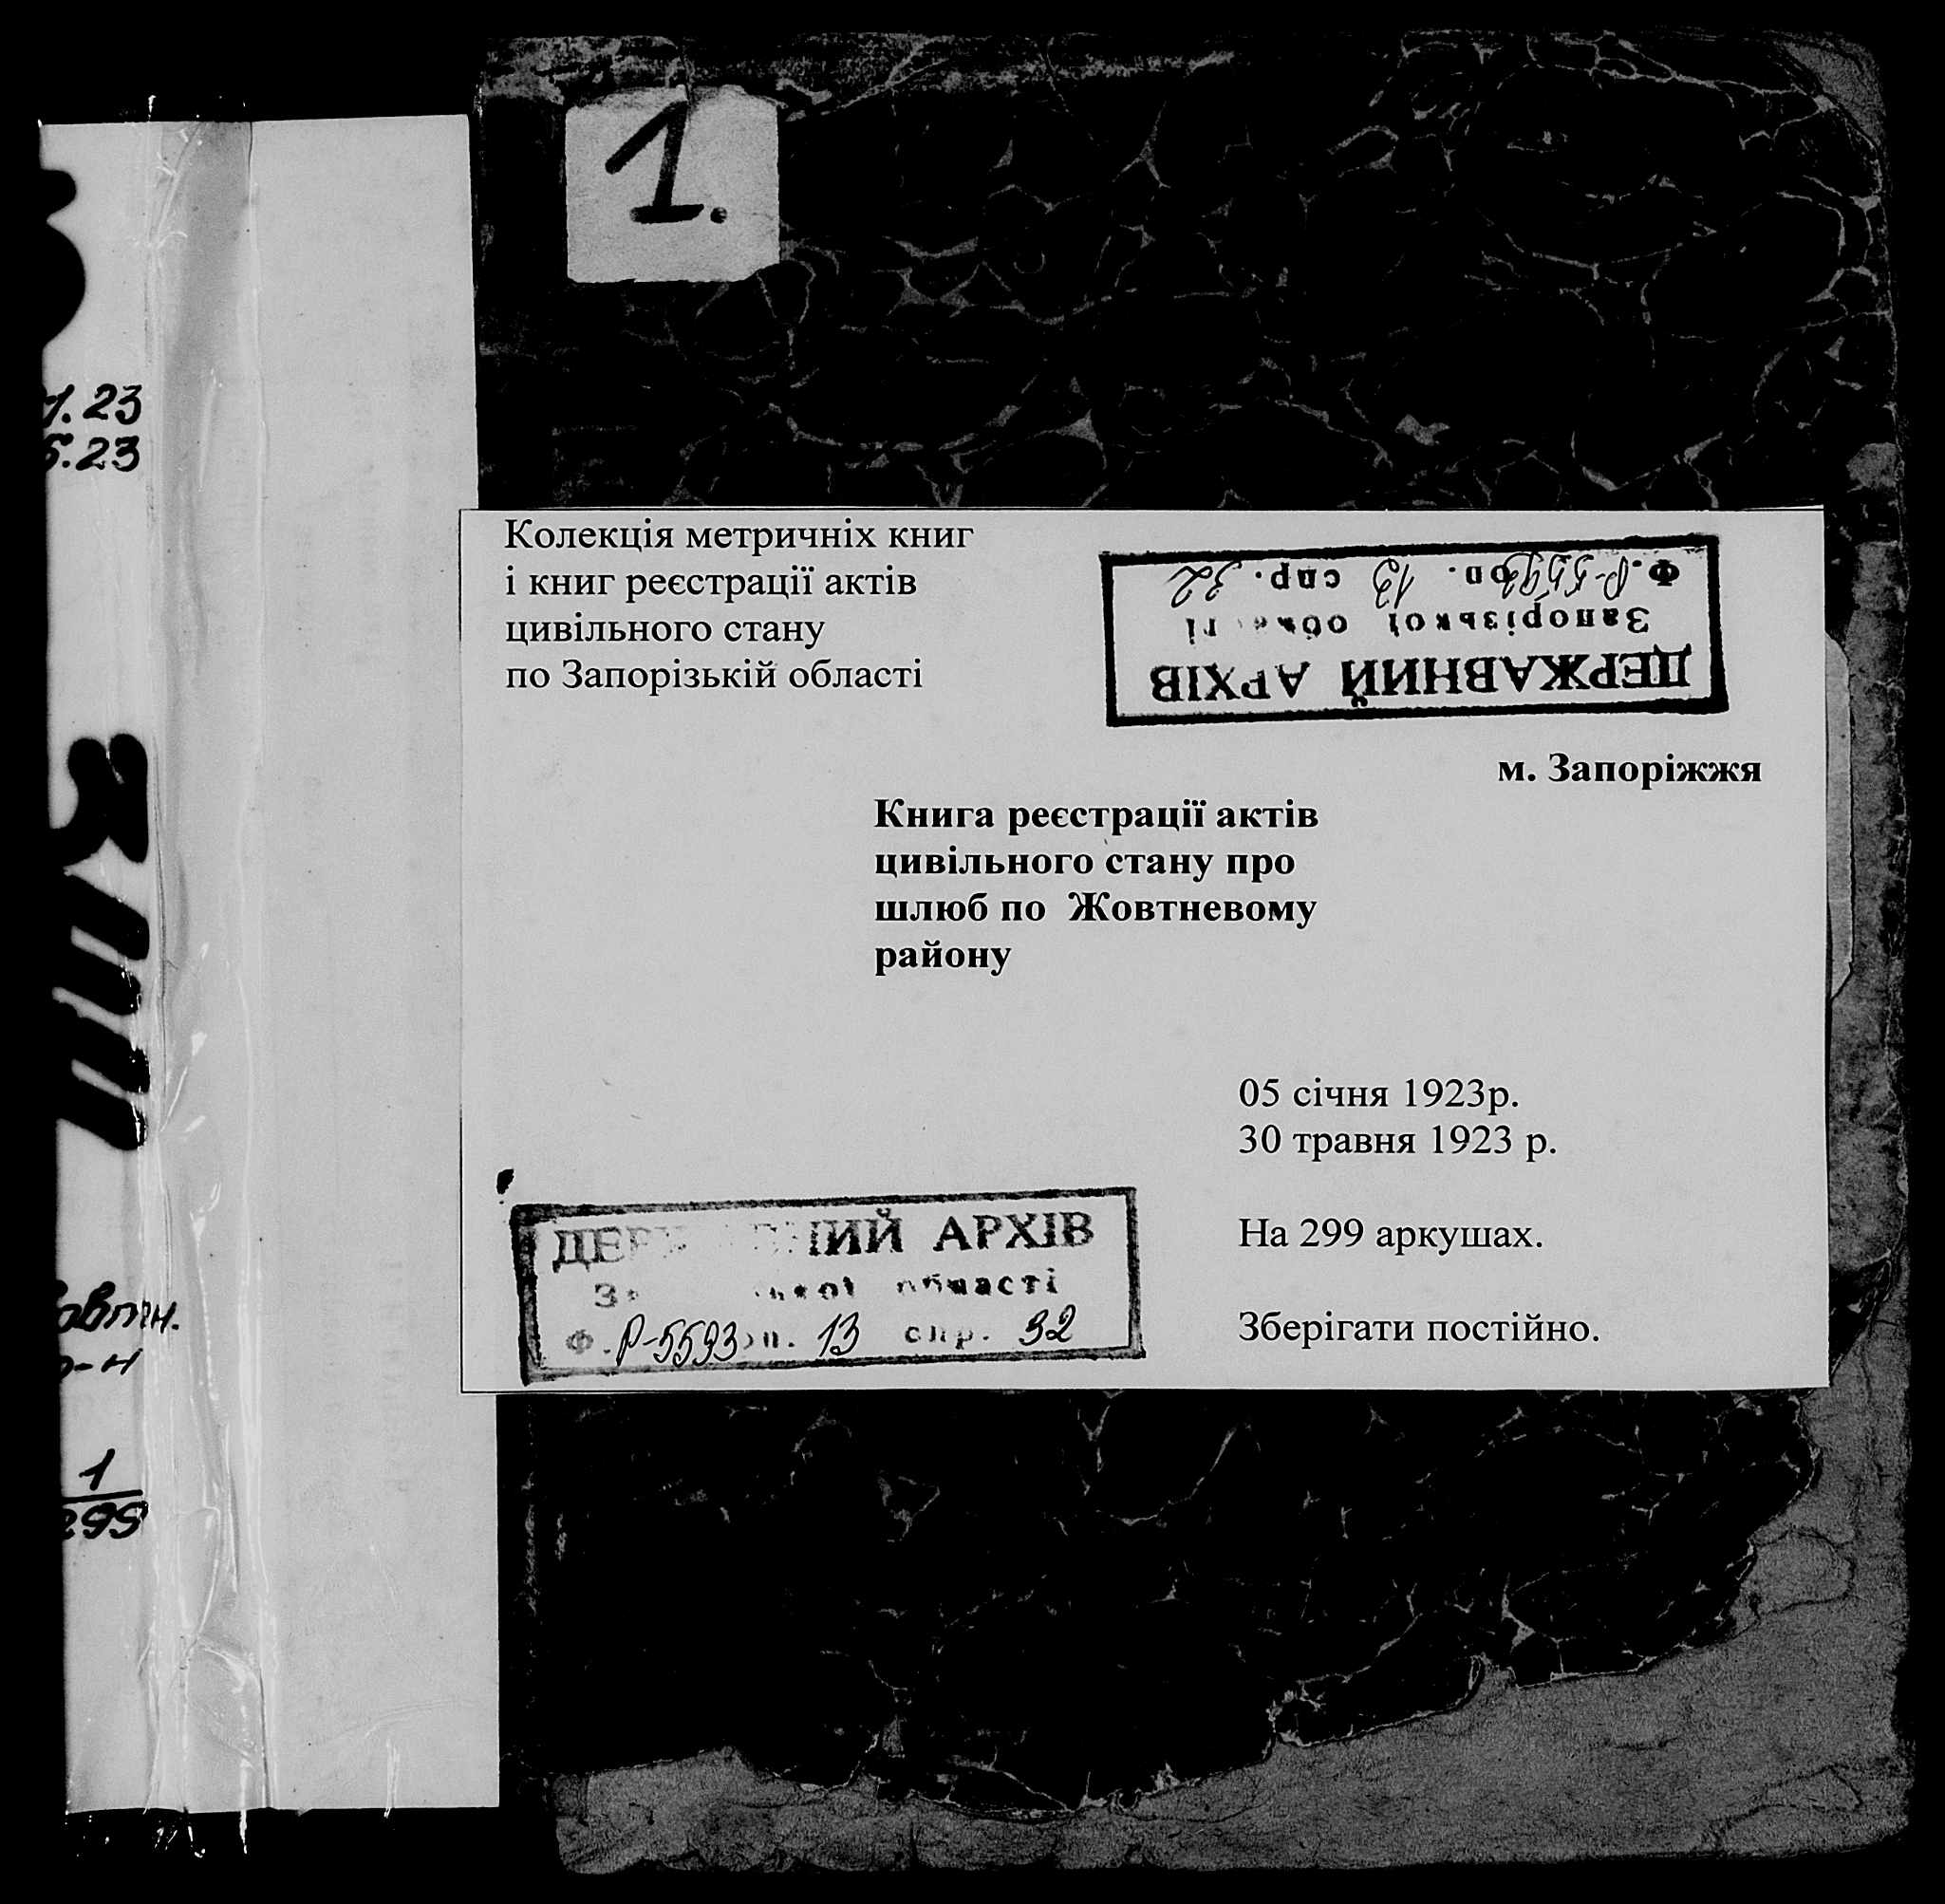 1.
1.23
5.23
Колекція метричніх книг
і книг реєстрації актів
цивільного стану
по Запорізькій області
ДЕРЖАВНИЙ АРХІВ
Запорізької області
Ф. Р-5593 оп. 13 спр. 32
м. Запоріжжя
Книга реєстрації актів
цивільного стану про
шлюб по Жовтневому
району
05 січня 1923р.
30 травня 1923 р.
На 299 аркушах.
Зберігати постійно.
АРХІВ
області
Ф. Р-5593 оп. 13 спр. 32
1
299